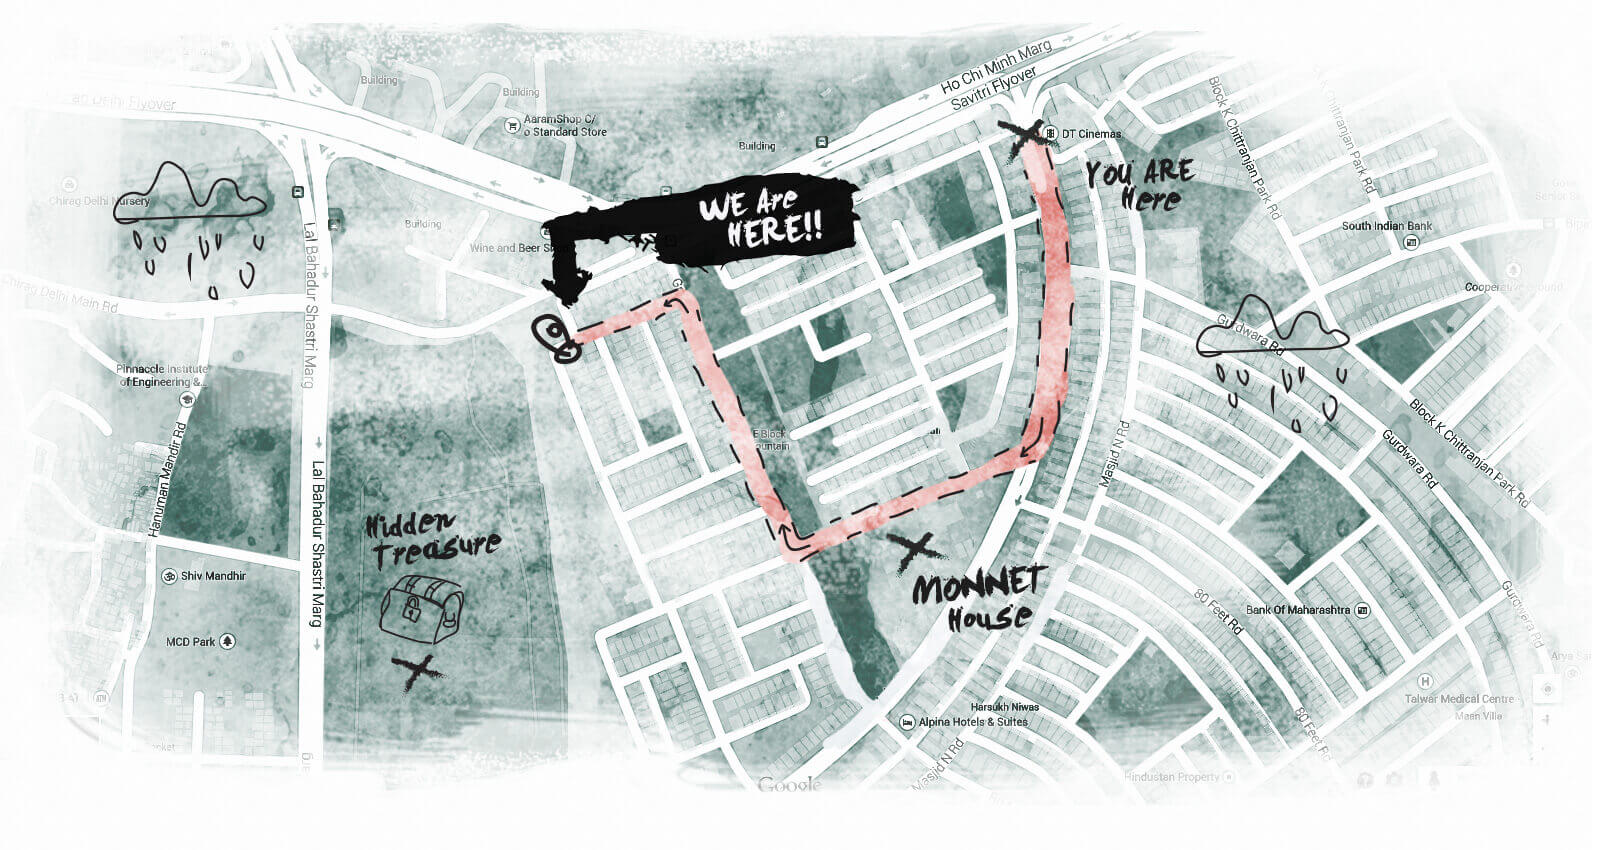 Ho Chi Minh Marg
Savitri Flyover
Delhi Flyover
Building
Building
AaramShop C/
o Standard Store
Building
DT Cinemas
YOU ARE
Here
Block K Chittranjan Park Rd
Chittranjan Park Rd
South Indian Bank
Chirag Delhi Nursery
Building
Wine and Beer Shop
WE Are
HERE!!
Lal Bahadur Shastri Marg
Chirag Delhi Main Rd
Cooperative Ground
Gurdwara Rd
Pinnacle Institute
of Engineering &...
Hanuman Mandir Rd
E Block
ountain
Masjid N Rd
Block K Chittranjan Park Rd
Gurdwara Rd
Lal Bahadur Shastri Marg
Hidden
Treasure
Shiv Mandhir
MCD Park
MONNET
House
80 Feet Rd
Bank Of Maharashtra
Gurdwara Rd
Harsukh Niwas
Alpina Hotels & Suites
Masjid N Rd
80 Feet Rd
Talwar Medical Centre
Maan Villa
Hindustan Property
Google